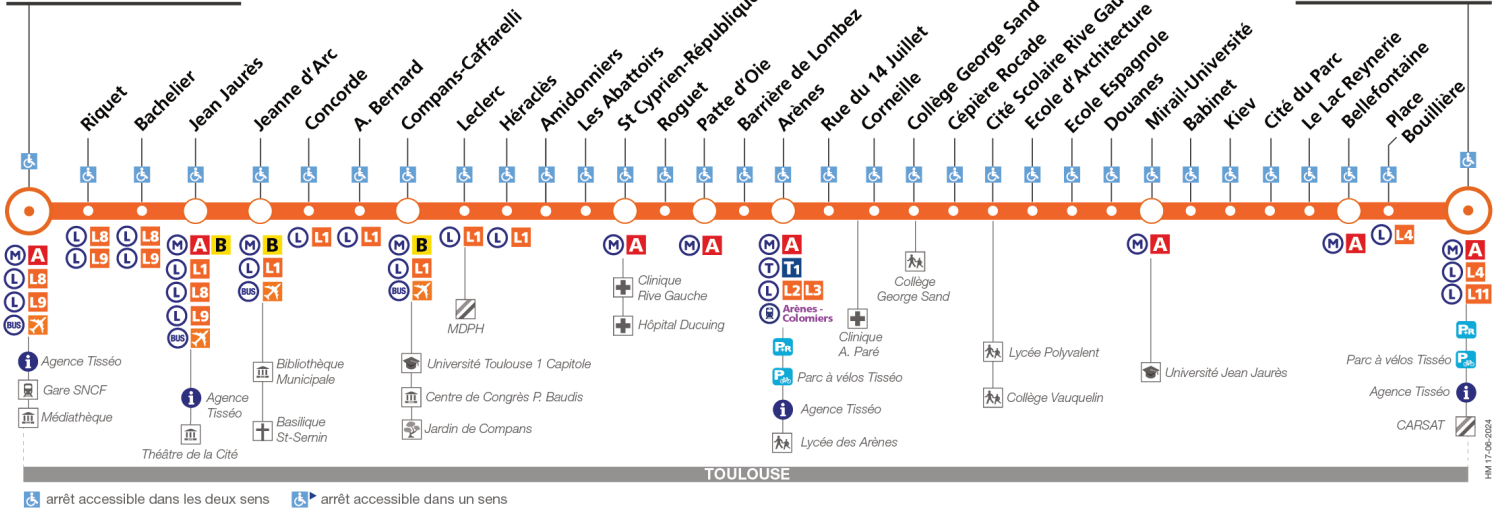 Riquet
Bachelier
Jean Jaurès
Jeanne d'Arc
Concorde
A. Bernard
Compans-Caffarelli
Leclerc
Héraclès
Amidonniers
Les Abattoirs
St Cyprien-République
Roguet
Patte d'Oie
Barrière de Lombez
Arènes
Rue du 14 Juillet
Corneille
Collège George Sand
Cépière Rocade
Cité Scolaire Rive
Ecole d'Architecture
Ecole Espagnole
Douanes
Mirail-Université
Babinet
Kiev
Cité du Parc
Le Lac Reynerie
Bellefontaine
Place
Bouillière
M A
L L8
L L9
BUS
Agence Tisséo
Gare SNCF
Médiathèque
L L8
L L9
L L8
L L9
M A B
L L1
L L8
L L9
BUS
Agence
Tisséo
Théâtre de la Cité
M B
L L1
BUS
Bibliothèque
Municipale
Basilique
St-Sernin
L L1
L L1
M B
L L1
BUS
Université Toulouse 1 Capitole
Centre de Congrès P. Baudis
Jardin de Compans
L L1
MDPH
L L1
M A
Clinique
Rive Gauche
Hôpital Ducuing
M A
M A
T T1
L L2 L3
Arènes -
Colomiers
P+R
P
Parc à vélos Tisséo
Agence Tisséo
Lycée des Arènes
Clinique
A. Paré
Collège
George Sand
Lycée Polyvalent
Collège Vauquelin
M A
Université Jean Jaurès
M A
L L4
M A
L L4
L L11
P+R
Parc à vélos Tisséo
P
Agence Tisséo
CARSAT
HM 17-06-2024
TOULOUSE
arrêt accessible dans les deux sens
arrêt accessible dans un sens